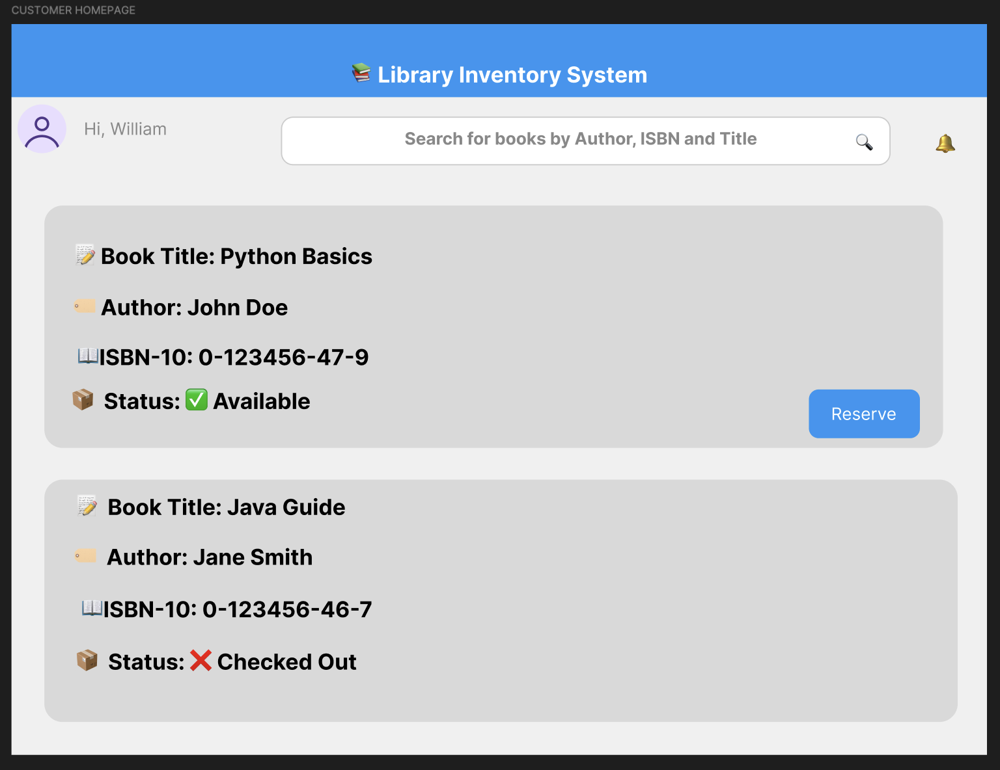 CUSTOMER HOMEPAGE
📚 Library Inventory System
Hi, William
Search for books by Author, ISBN and Title
Book Title: Python Basics
Author: John Doe
ISBN-10: 0-123456-47-9
Status: ✅ Available
Reserve
Book Title: Java Guide
Author: Jane Smith
ISBN-10: 0-123456-46-7
Status: ❌ Checked Out